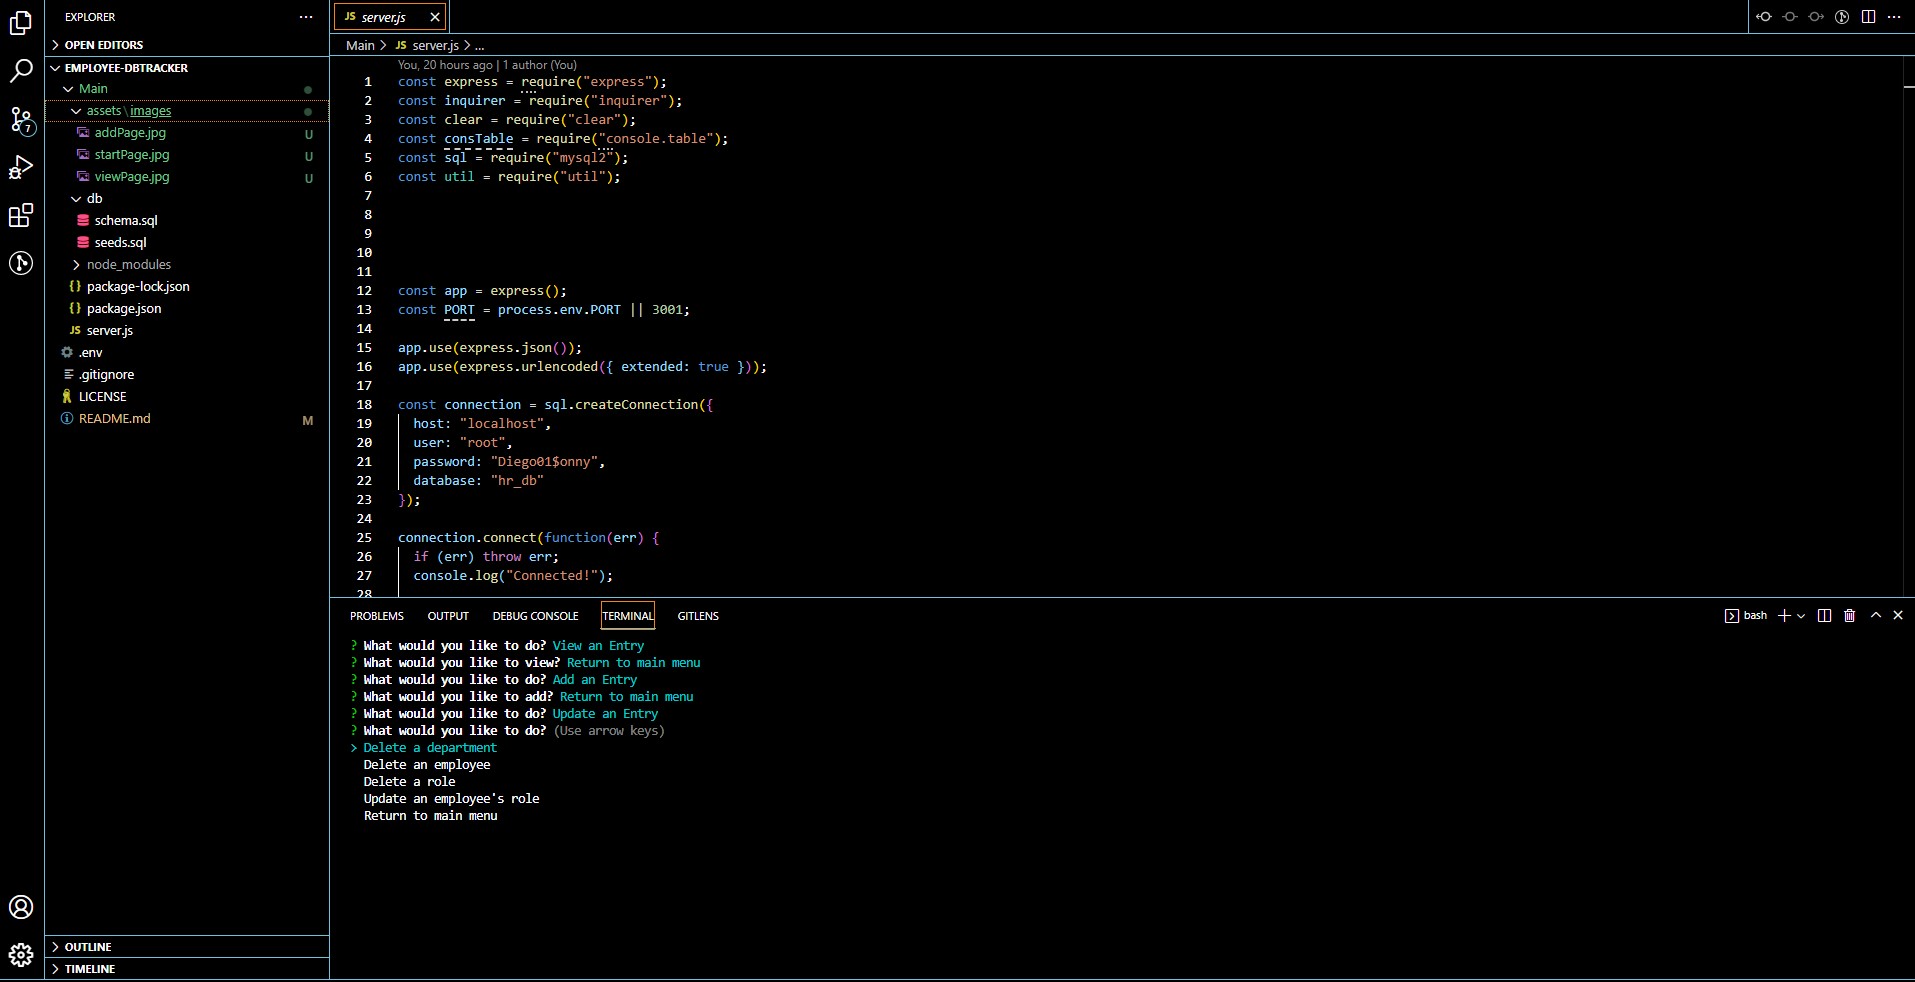 EXPLORER
OPEN EDITORS
EMPLOYEE-DBTRACKER
Main
assets\images
addPage.jpg U
startPage.jpg U
viewPage.jpg U
db
schema.sql
seeds.sql
node_modules
{} package-lock.json
{} package.json
JS server.js
.env
.gitignore
LICENSE
README.md M
7
OUTLINE
TIMELINE
JS server.js
Main > JS server.js > ...
You, 20 hours ago | 1 author (You)
1 const express = require("express");
2 const inquirer = require("inquirer");
3 const clear = require("clear");
4 const consTable = require("console.table");
5 const sql = require("mysql2");
6 const util = require("util");
7
8
9
10
11
12 const app = express();
13 const PORT = process.env.PORT || 3001;
14
15 app.use(express.json());
16 app.use(express.urlencoded({ extended: true }));
17
18 const connection = sql.createConnection({
19 host: "localhost",
20 user: "root",
21 password: "Diego01$onny",
22 database: "hr_db"
23 });
24
25 connection.connect(function(err) {
26 if (err) throw err;
27 console.log("Connected!");
28
PROBLEMS OUTPUT DEBUG CONSOLE TERMINAL GITLENS
bash
? What would you like to do? View an Entry
? What would you like to view? Return to main menu
? What would you like to do? Add an Entry
? What would you like to add? Return to main menu
? What would you like to do? Update an Entry
? What would you like to do? (Use arrow keys)
> Delete a department
Delete an employee
Delete a role
Update an employee's role
Return to main menu